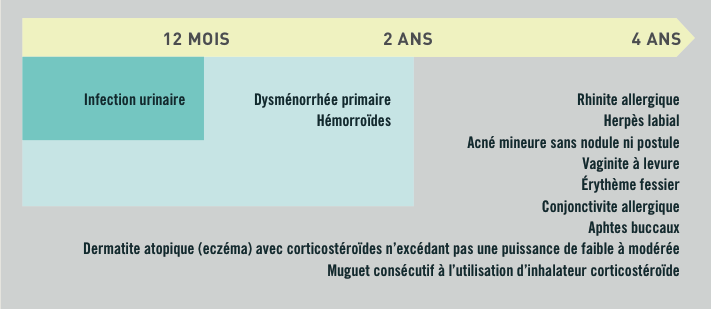 12 MOIS 2 ANS 4 ANS
Infection urinaire Dysménorrhée primaire Rhinite allergique
Hémorroïdes Herpès labial
Acné mineure sans nodule ni postule
Vaginite à levure
Érythème fessier
Conjonctivite allergique
Aphtes buccaux
Dermatite atopique (eczéma) avec corticostéroïdes n’excédant pas une puissance de faible à modérée
Muguet consécutif à l’utilisation d’inhalateur corticostéroïde